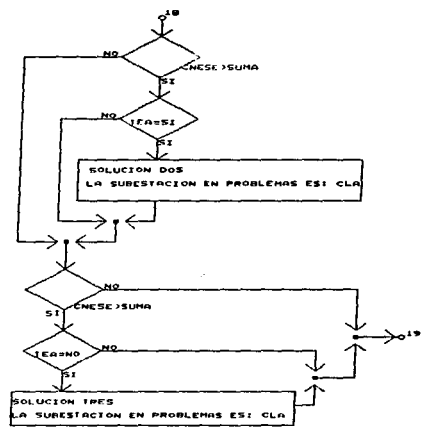 18
NO
CNESE>SUMA
SI
NO
IEA=SI
SI
SOLUCION DOS
LA SUBESTACION EN PROBLEMAS ES: CLA
NO
CNESE>SUMA
SI
19
NO
IEA=NO
SI
SOLUCION TRES
LA SUBESTACION EN PROBLEMAS ES: CLA